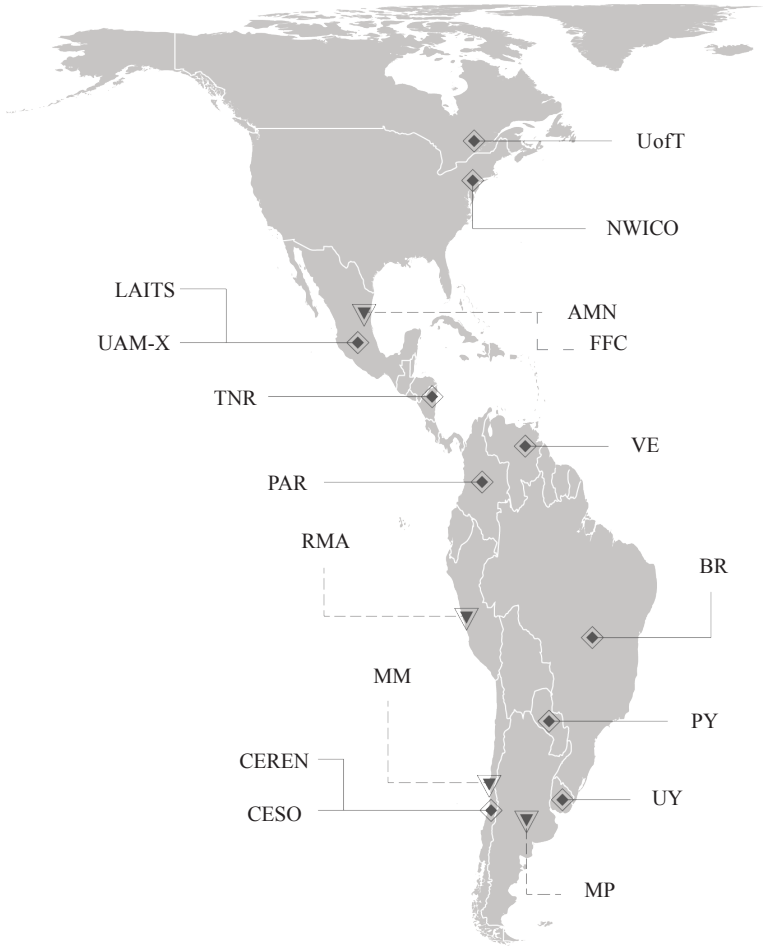 UofT
NWICO
LAITS
AMN
UAM-X
FFC
TNR
VE
PAR
RMA
BR
MM
PY
CEREN
UY
CESO
MP